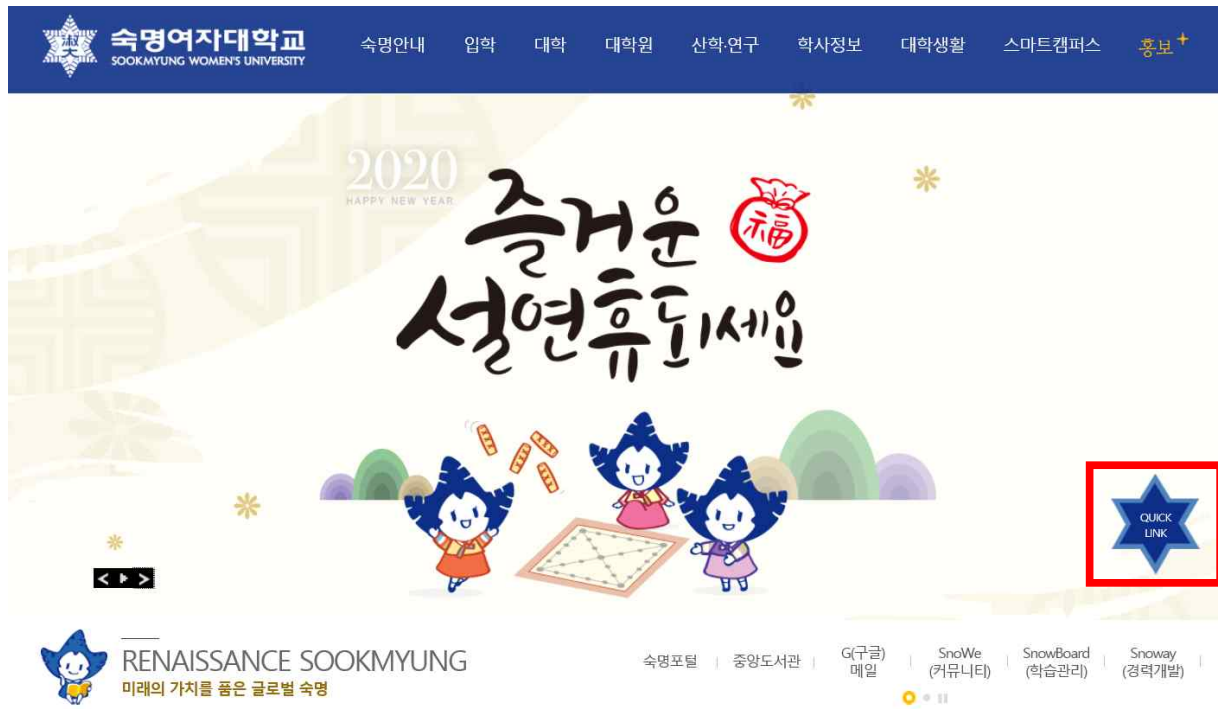 숙명여자대학교
SOOKMYUNG WOMEN'S UNIVERSITY
숙명안내 입학 대학 대학원 산학·연구 학사정보 대학생활 스마트캠퍼스 홍보+
2020
HAPPY NEW YEAR
즐거운 福
설연휴되세요
QUICK
LINK
RENAISSANCE SOOKMYUNG
미래의 가치를 품은 글로벌 숙명
숙명포털 | 중앙도서관 | G(구글) 메일 | SnoWe (커뮤니티) | SnowBoard (학습관리) | Snoway (경력개발) |